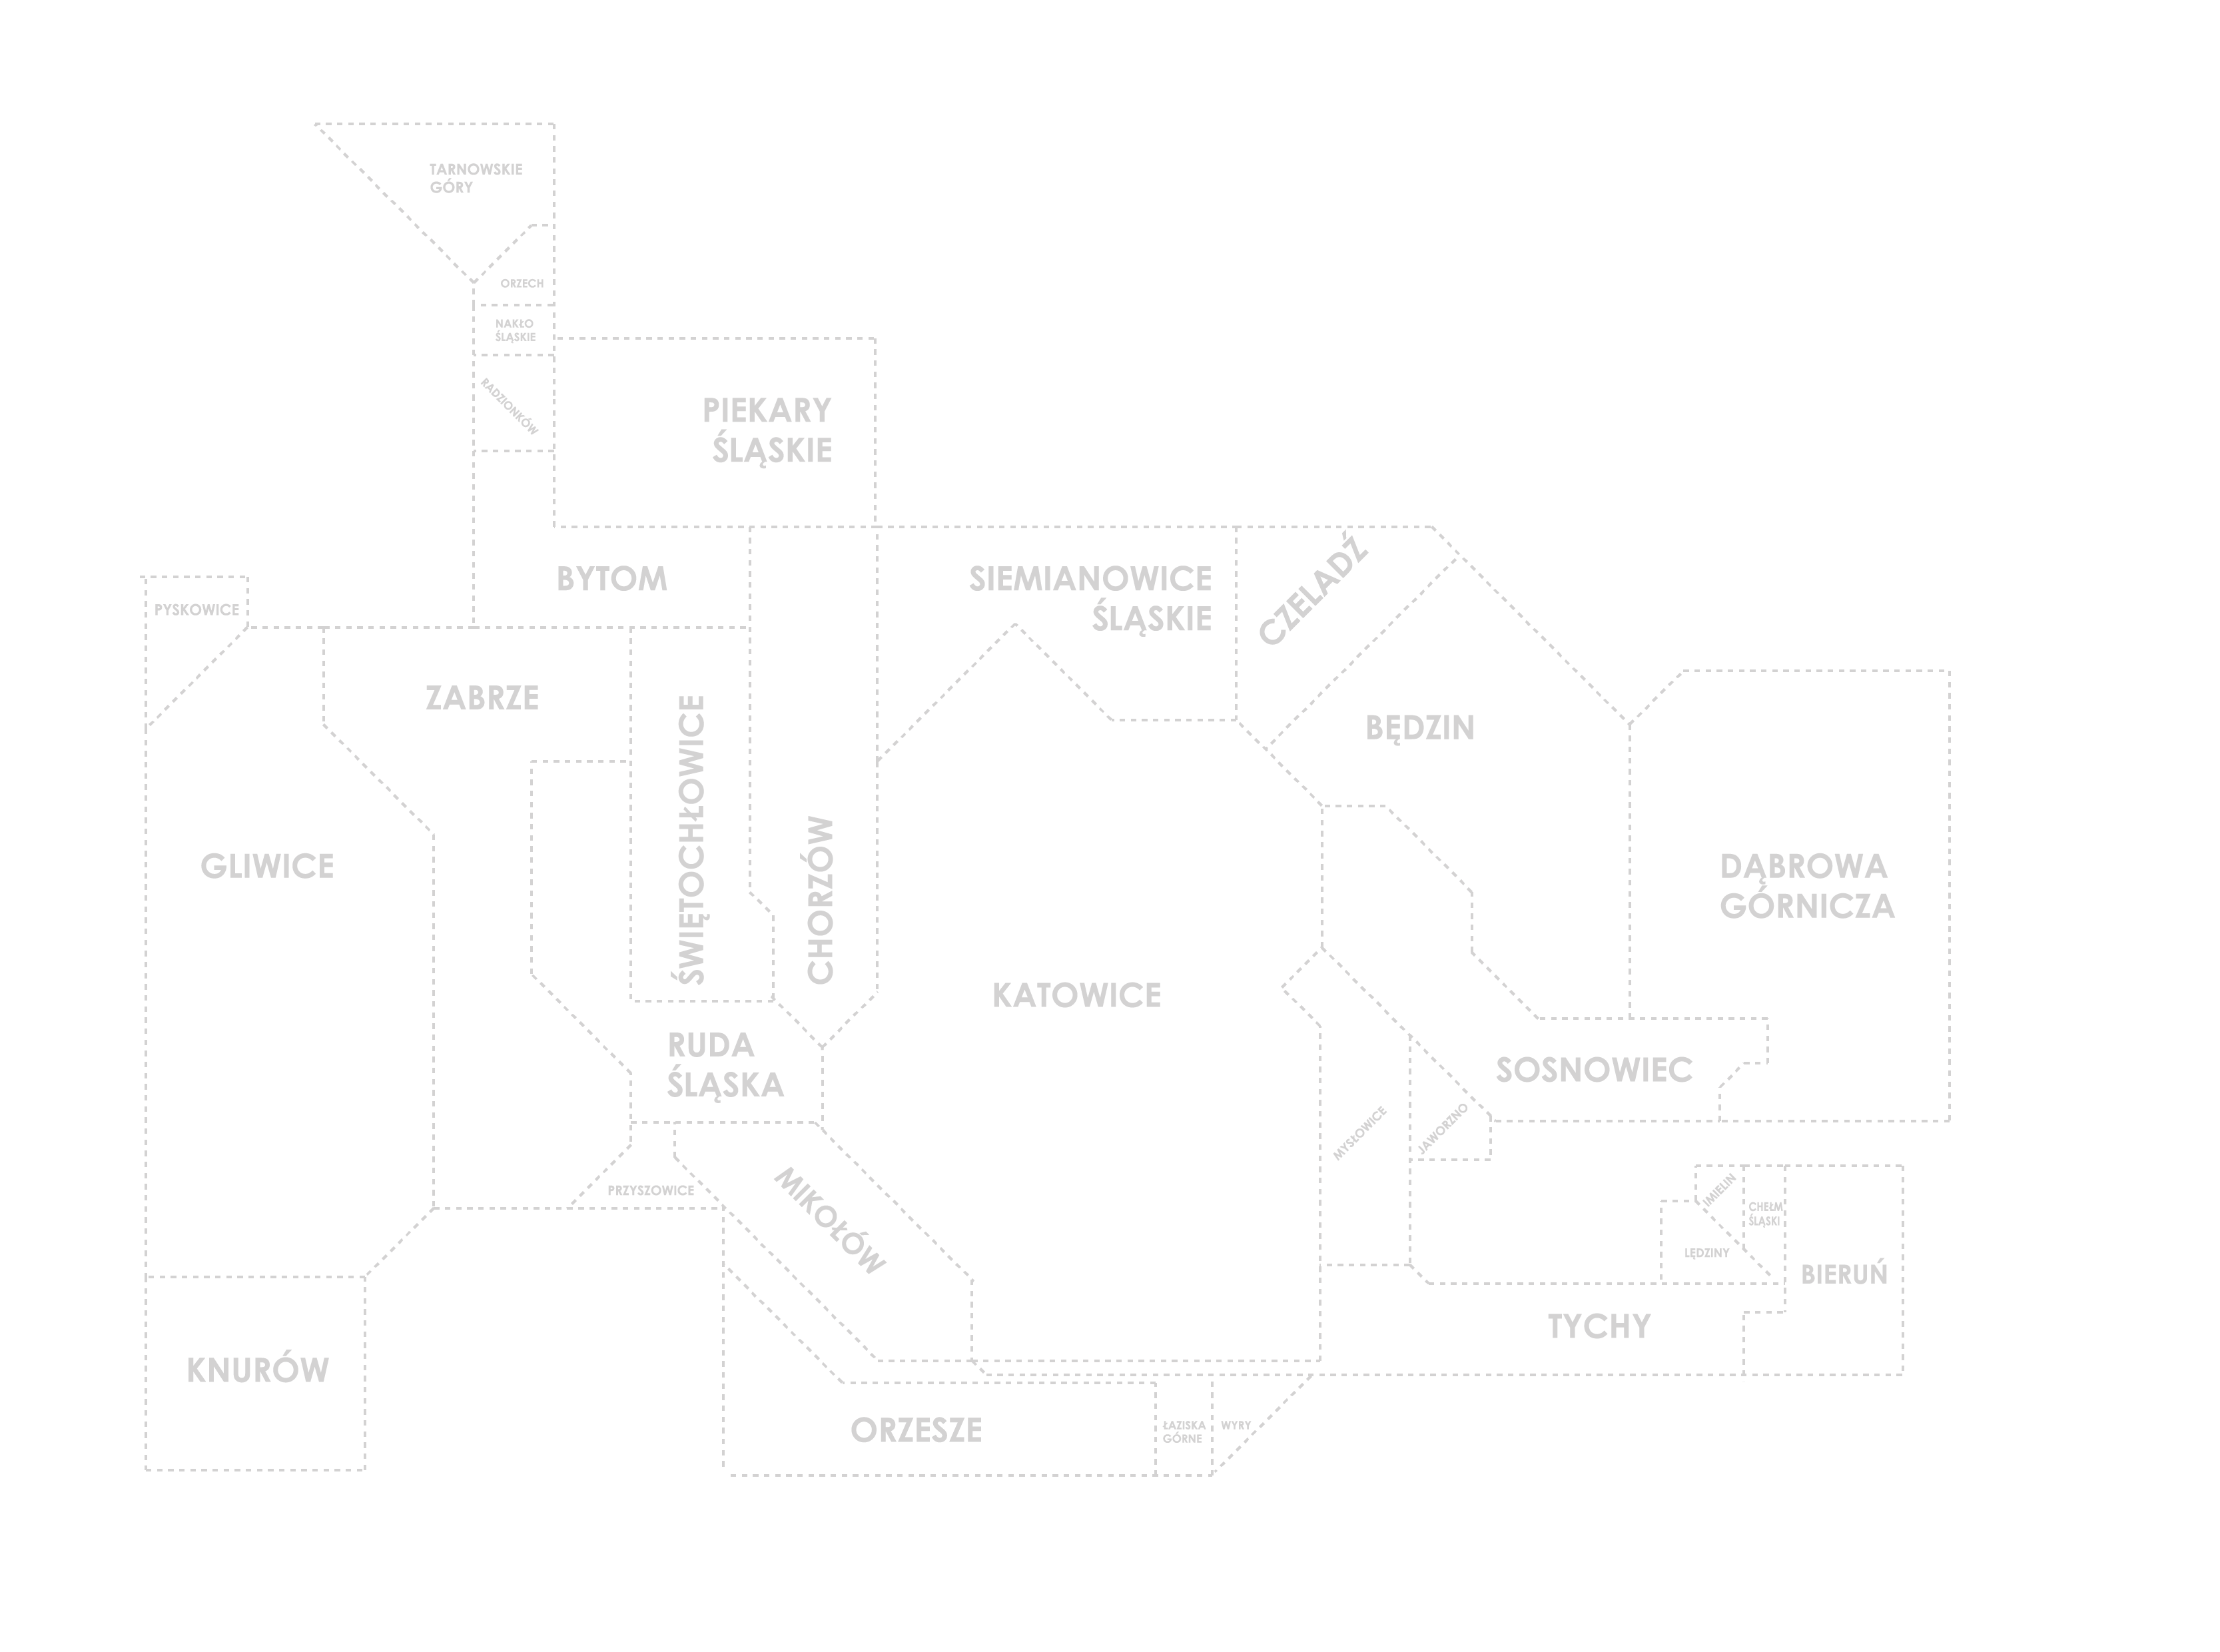 TARNOWSKIE
GÓRY
ORZECH
NAKŁO
ŚLĄSKIE
RADZIONKÓW
PIEKARY
ŚLĄSKIE
BYTOM
SIEMIANOWICE
ŚLĄSKIE
CZELADŹ
PYSKOWICE
ZABRZE
BĘDZIN
ŚWIĘTOCHŁOWICE
CHORZÓW
GLIWICE
DĄBROWA
GÓRNICZA
KATOWICE
RUDA
ŚLĄSKA
SOSNOWIEC
MYSŁOWICE
JAWORZNO
PRZYSZOWICE
MIKOŁÓW
IMIELIN
CHEŁM
ŚLĄSKI
LĘDZINY
BIERUŃ
TYCHY
KNURÓW
ORZESZE
ŁAZISKA
GÓRNE
WYRY